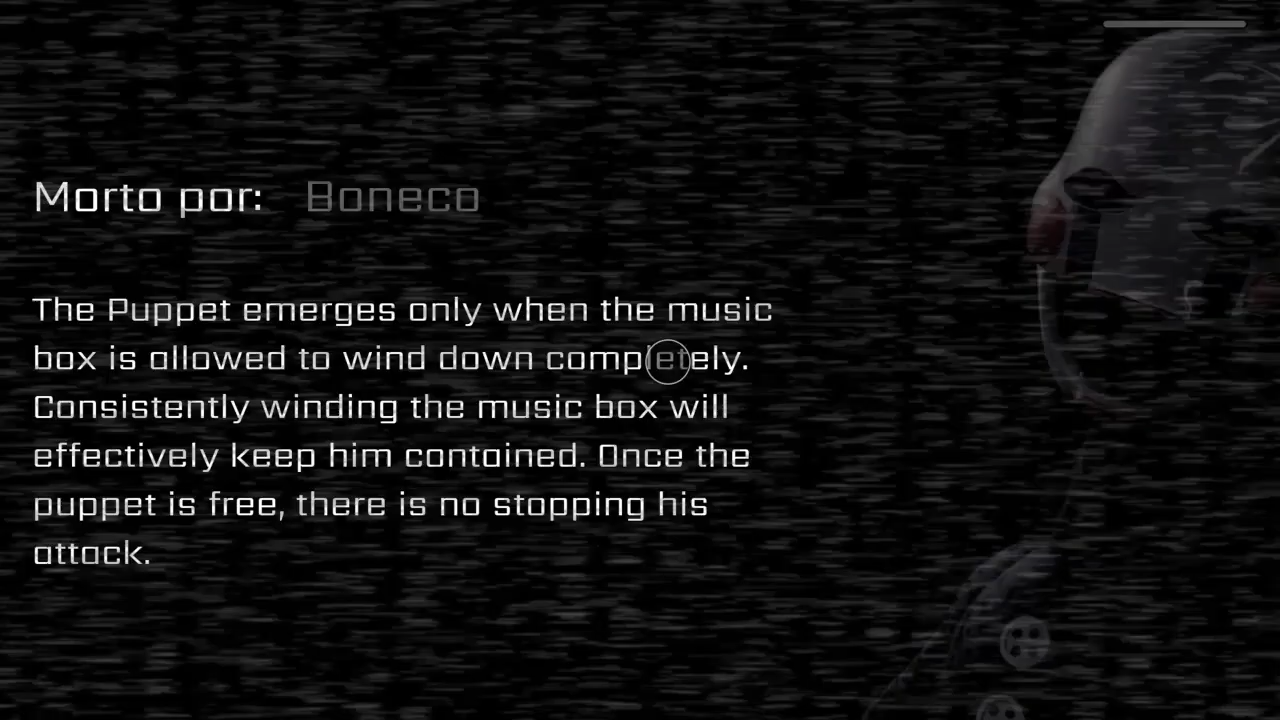 Morto por: Boneco
The Puppet emerges only when the music
box is allowed to wind down completely.
Consistently winding the music box will
effectively keep him contained. Once the
puppet is free, there is no stopping his
attack.